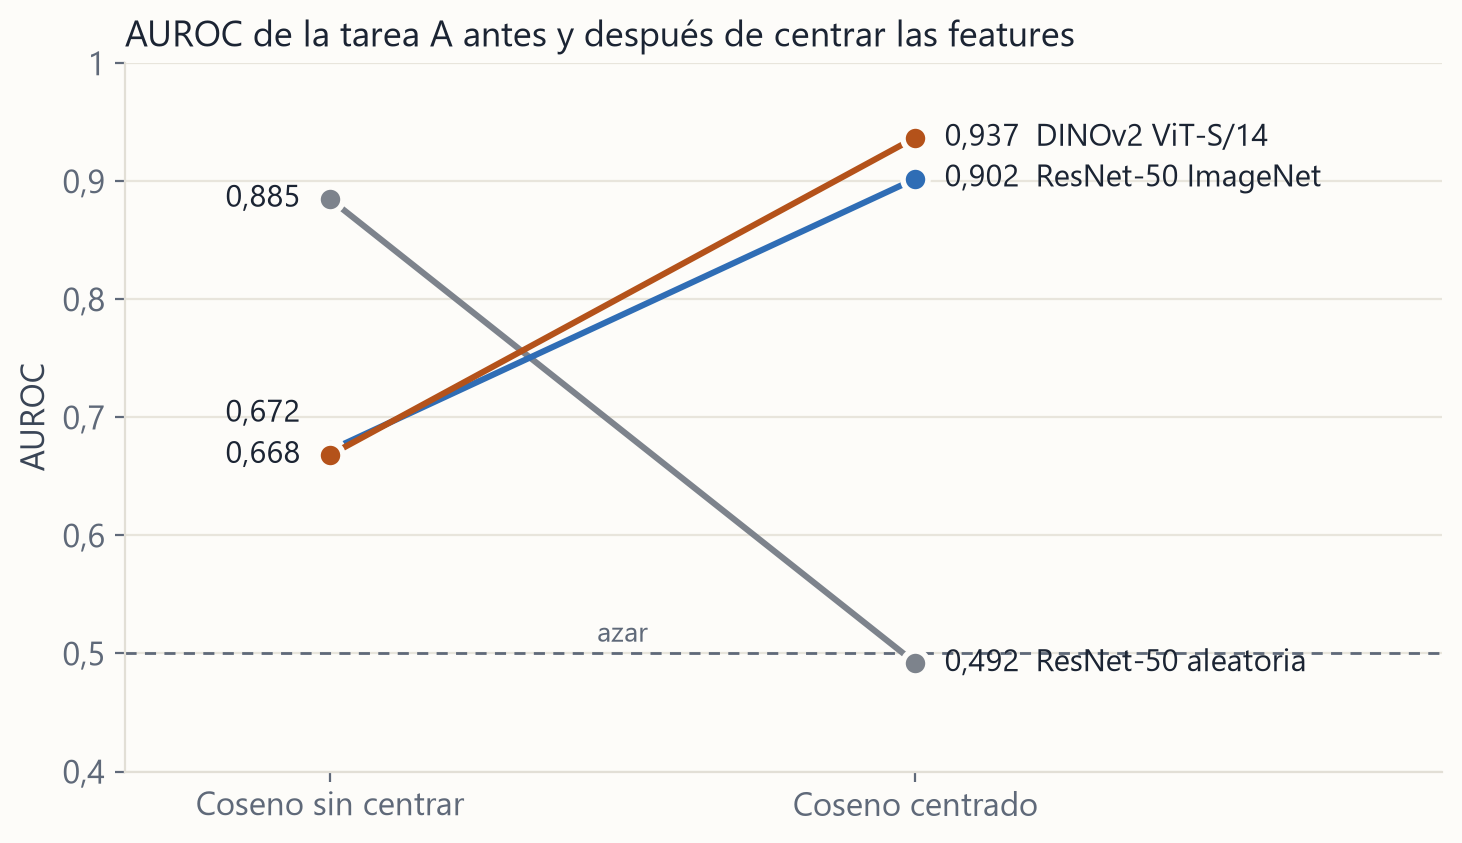 AUROC de la tarea A antes y después de centrar las features
1
0,9
0,8
0,7
0,6
0,5
0,4
AUROC
0,885
0,672
0,668
0,937 DINOv2 ViT-S/14
0,902 ResNet-50 ImageNet
azar
0,492 ResNet-50 aleatoria
Coseno sin centrar
Coseno centrado